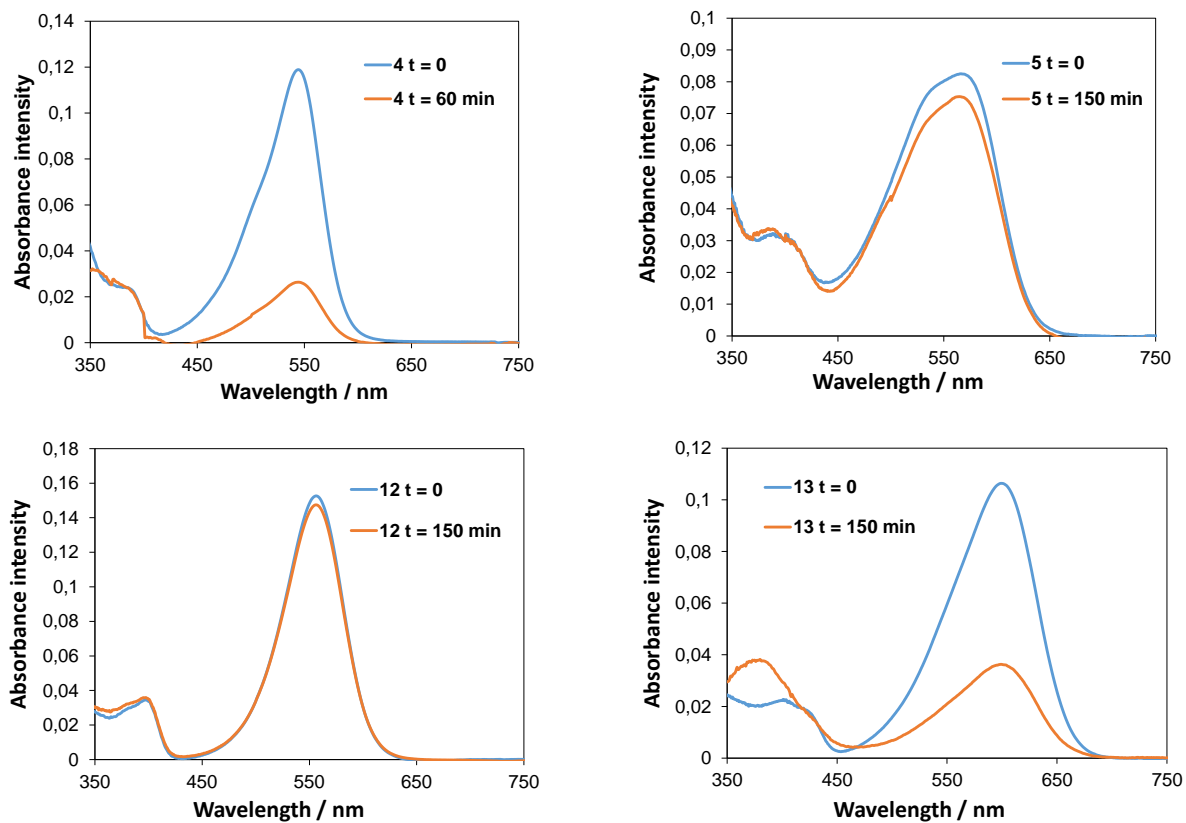 0,14
0,12
0,1
0,08
0,06
0,04
0,02
0
350 450 550 650 750
Absorbance intensity
Wavelength / nm
4 t = 0
4 t = 60 min
0,1
0,09
0,08
0,07
0,06
0,05
0,04
0,03
0,02
0,01
0
350 450 550 650 750
Absorbance intensity
Wavelength / nm
5 t = 0
5 t = 150 min
0,18
0,16
0,14
0,12
0,1
0,08
0,06
0,04
0,02
0
350 450 550 650 750
Absorbance intensity
Wavelength / nm
12 t = 0
12 t = 150 min
0,12
0,1
0,08
0,06
0,04
0,02
0
350 450 550 650 750
Absorbance intensity
Wavelength / nm
13 t = 0
13 t = 150 min